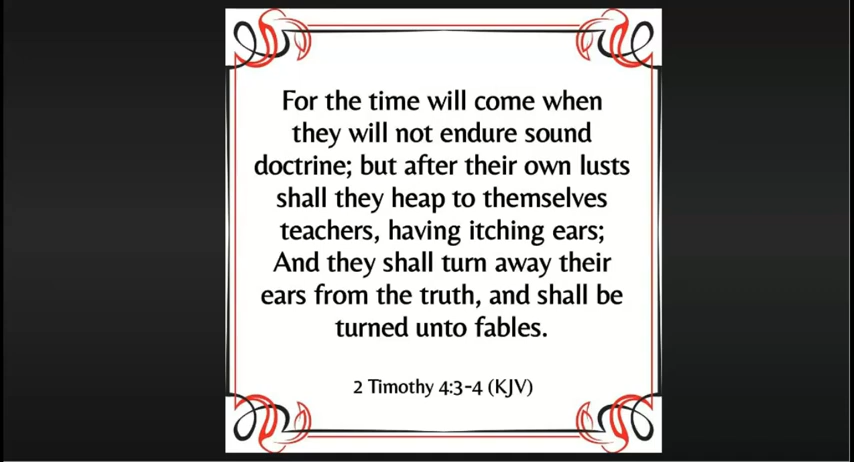 For the time will come when
they will not endure sound
doctrine; but after their own lusts
shall they heap to themselves
teachers, having itching ears;
And they shall turn away their
ears from the truth, and shall be
turned unto fables.
2 Timothy 4:3-4 (KJV)